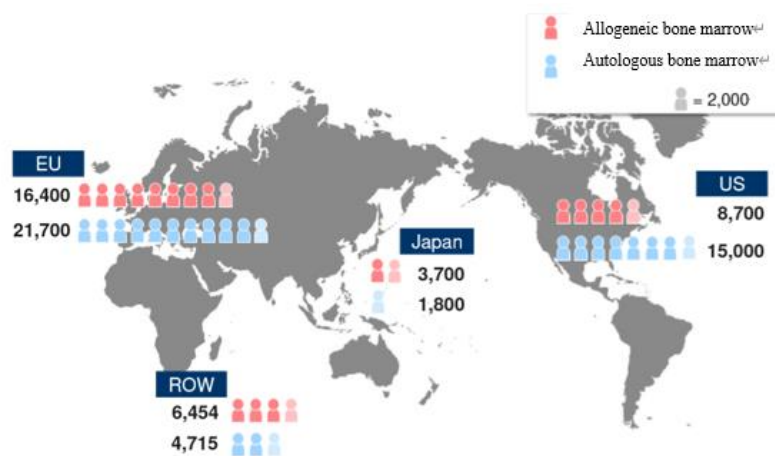 Allogeneic bone marrow↵
Autologous bone marrow↵
= 2,000
EU
16,400
21,700
US
8,700
15,000
Japan
3,700
1,800
ROW
6,454
4,715